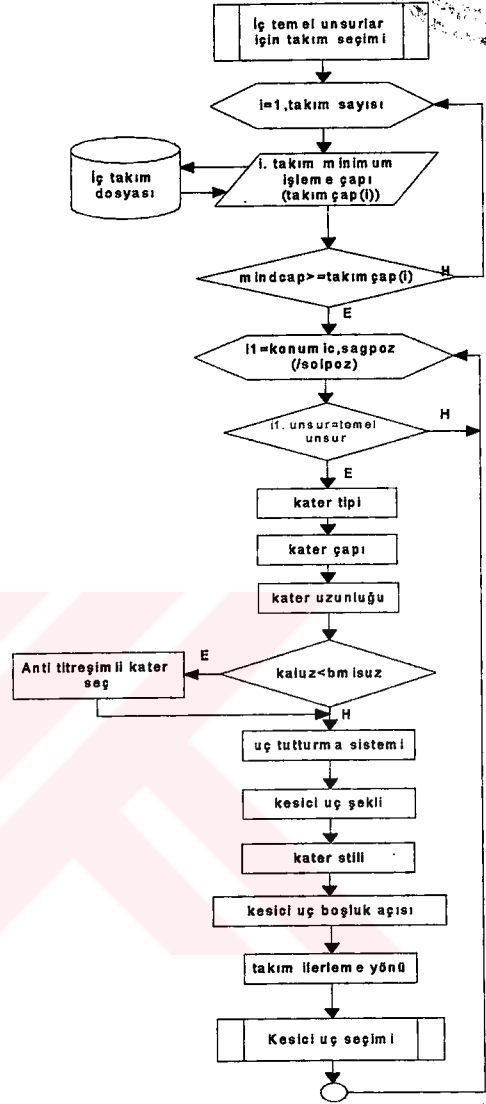 İç temel unsurlar
için takım seçimi
i=1,takım sayısı
İç takım
dosyası
i. takım minimum
işleme çapı
(takımçap(i))
mindcap>=takımçap(i)
H
E
i1=konumic,sagpoz
(/solpoz)
i1. unsur=temel
unsur
H
E
kater tipi
kater çapı
kater uzunluğu
Anti titreşimli kater
seç
E
kaluz<bmisuz
H
uç tutturma sistemi
kesici uç şekli
kater stili
kesici uç boşluk açısı
takım ilerleme yönü
Kesici uç seçimi